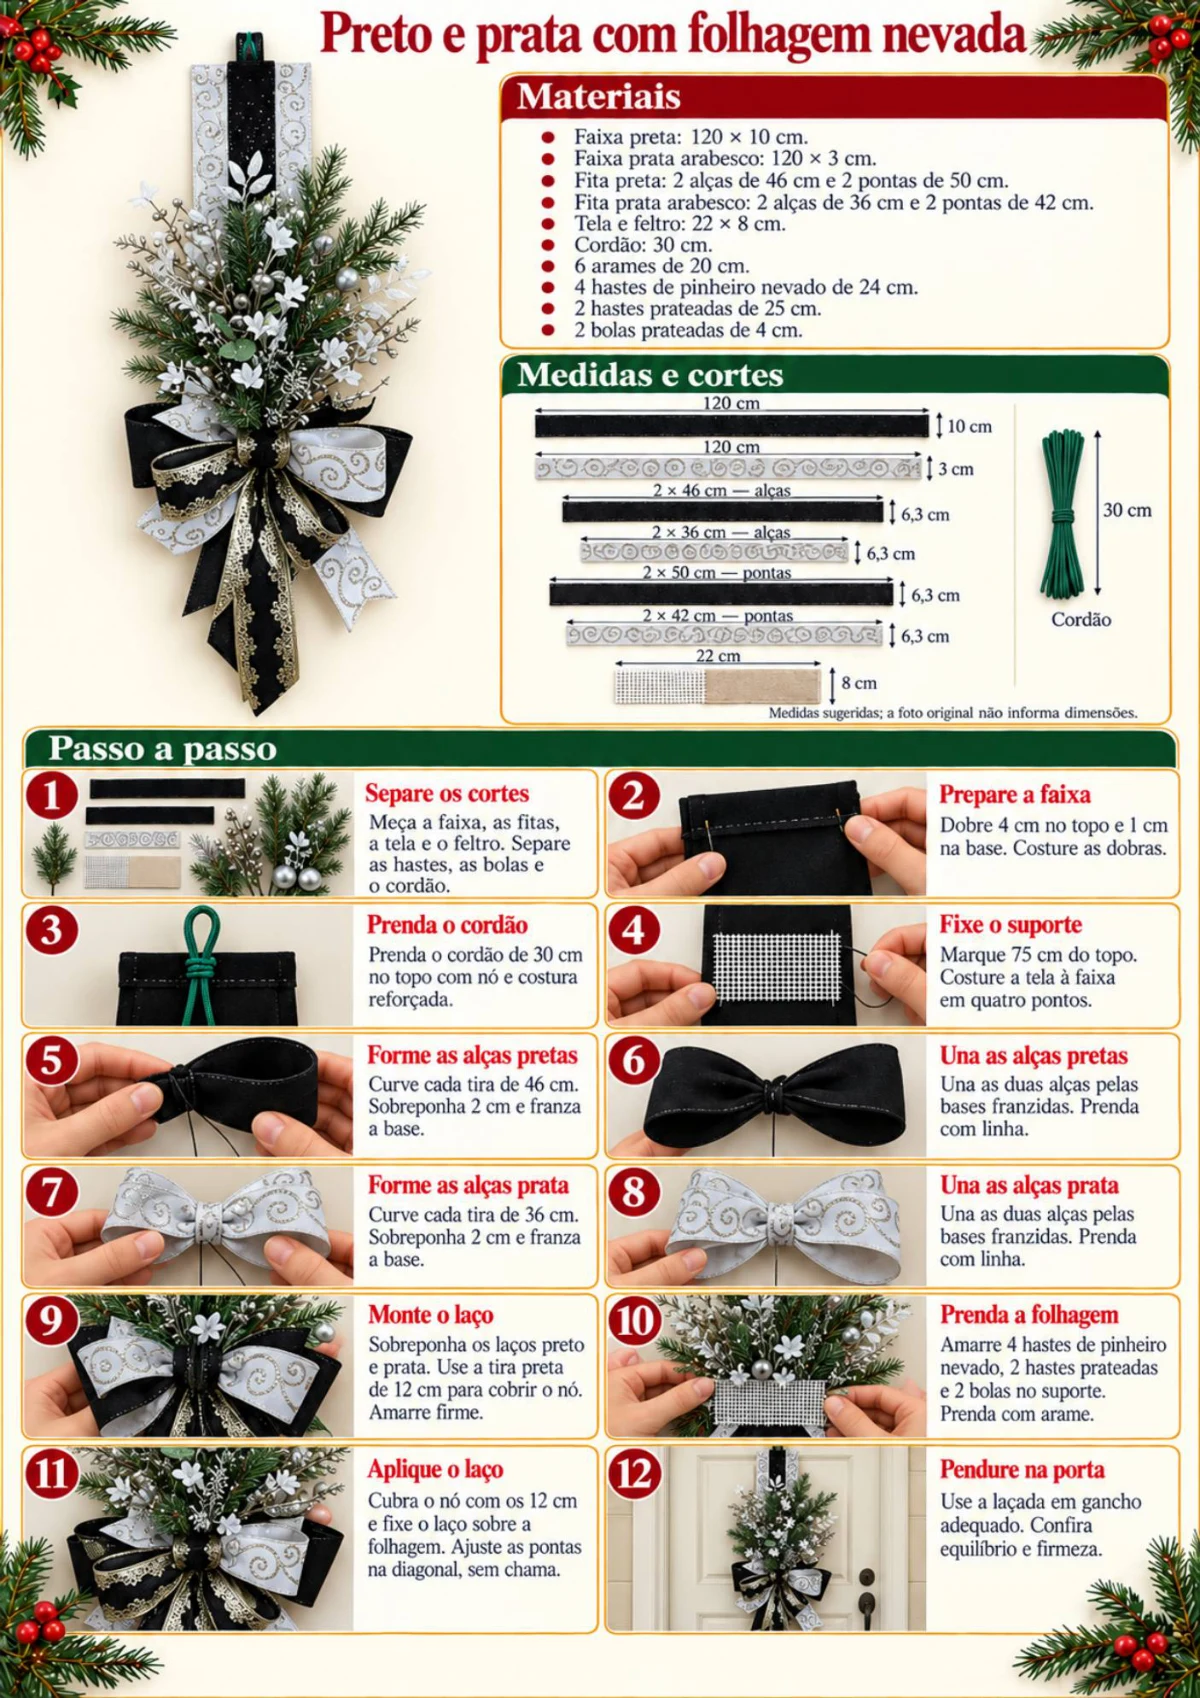 Preto e prata com folhagem nevada
Materiais
Faixa preta: 120 × 10 cm.
Faixa prata arabesco: 120 × 3 cm.
Fita preta: 2 alças de 46 cm e 2 pontas de 50 cm.
Fita prata arabesco: 2 alças de 36 cm e 2 pontas de 42 cm.
Tela e feltro: 22 × 8 cm.
Cordão: 30 cm.
6 arames de 20 cm.
4 hastes de pinheiro nevado de 24 cm.
2 hastes prateadas de 25 cm.
2 bolas prateadas de 4 cm.
Medidas e cortes
120 cm
10 cm
120 cm
3 cm
2 × 46 cm — alças
6,3 cm
2 × 36 cm — alças
6,3 cm
2 × 50 cm — pontas
6,3 cm
2 × 42 cm — pontas
6,3 cm
22 cm
8 cm
30 cm
Cordão
Medidas sugeridas; a foto original não informa dimensões.
Passo a passo
1
Separe os cortes
Meça a faixa, as fitas,
a tela e o feltro. Separe
as hastes, as bolas e
o cordão.
2
Prepare a faixa
Dobre 4 cm no topo e 1 cm
na base. Costure as dobras.
3
Prenda o cordão
Prenda o cordão de 30 cm
no topo com nó e costura
reforçada.
4
Fixe o suporte
Marque 75 cm do topo.
Costure a tela à faixa
em quatro pontos.
5
Forme as alças pretas
Curve cada tira de 46 cm.
Sobreponha 2 cm e franza
a base.
6
Una as alças pretas
Una as duas alças pelas
bases franzidas. Prenda
com linha.
7
Forme as alças prata
Curve cada tira de 36 cm.
Sobreponha 2 cm e franza
a base.
8
Una as alças prata
Una as duas alças pelas
bases franzidas. Prenda
com linha.
9
Monte o laço
Sobreponha os laços preto
e prata. Use a tira preta
de 12 cm para cobrir o nó.
Amarre firme.
10
Prenda a folhagem
Amarre 4 hastes de pinheiro
nevado, 2 hastes prateadas
e 2 bolas no suporte.
Prenda com arame.
11
Aplique o laço
Cubra o nó com os 12 cm
e fixe o laço sobre a
folhagem. Ajuste as pontas
na diagonal, sem chama.
12
Pendure na porta
Use a laçada em gancho
adequado. Confira
equilíbrio e firmeza.